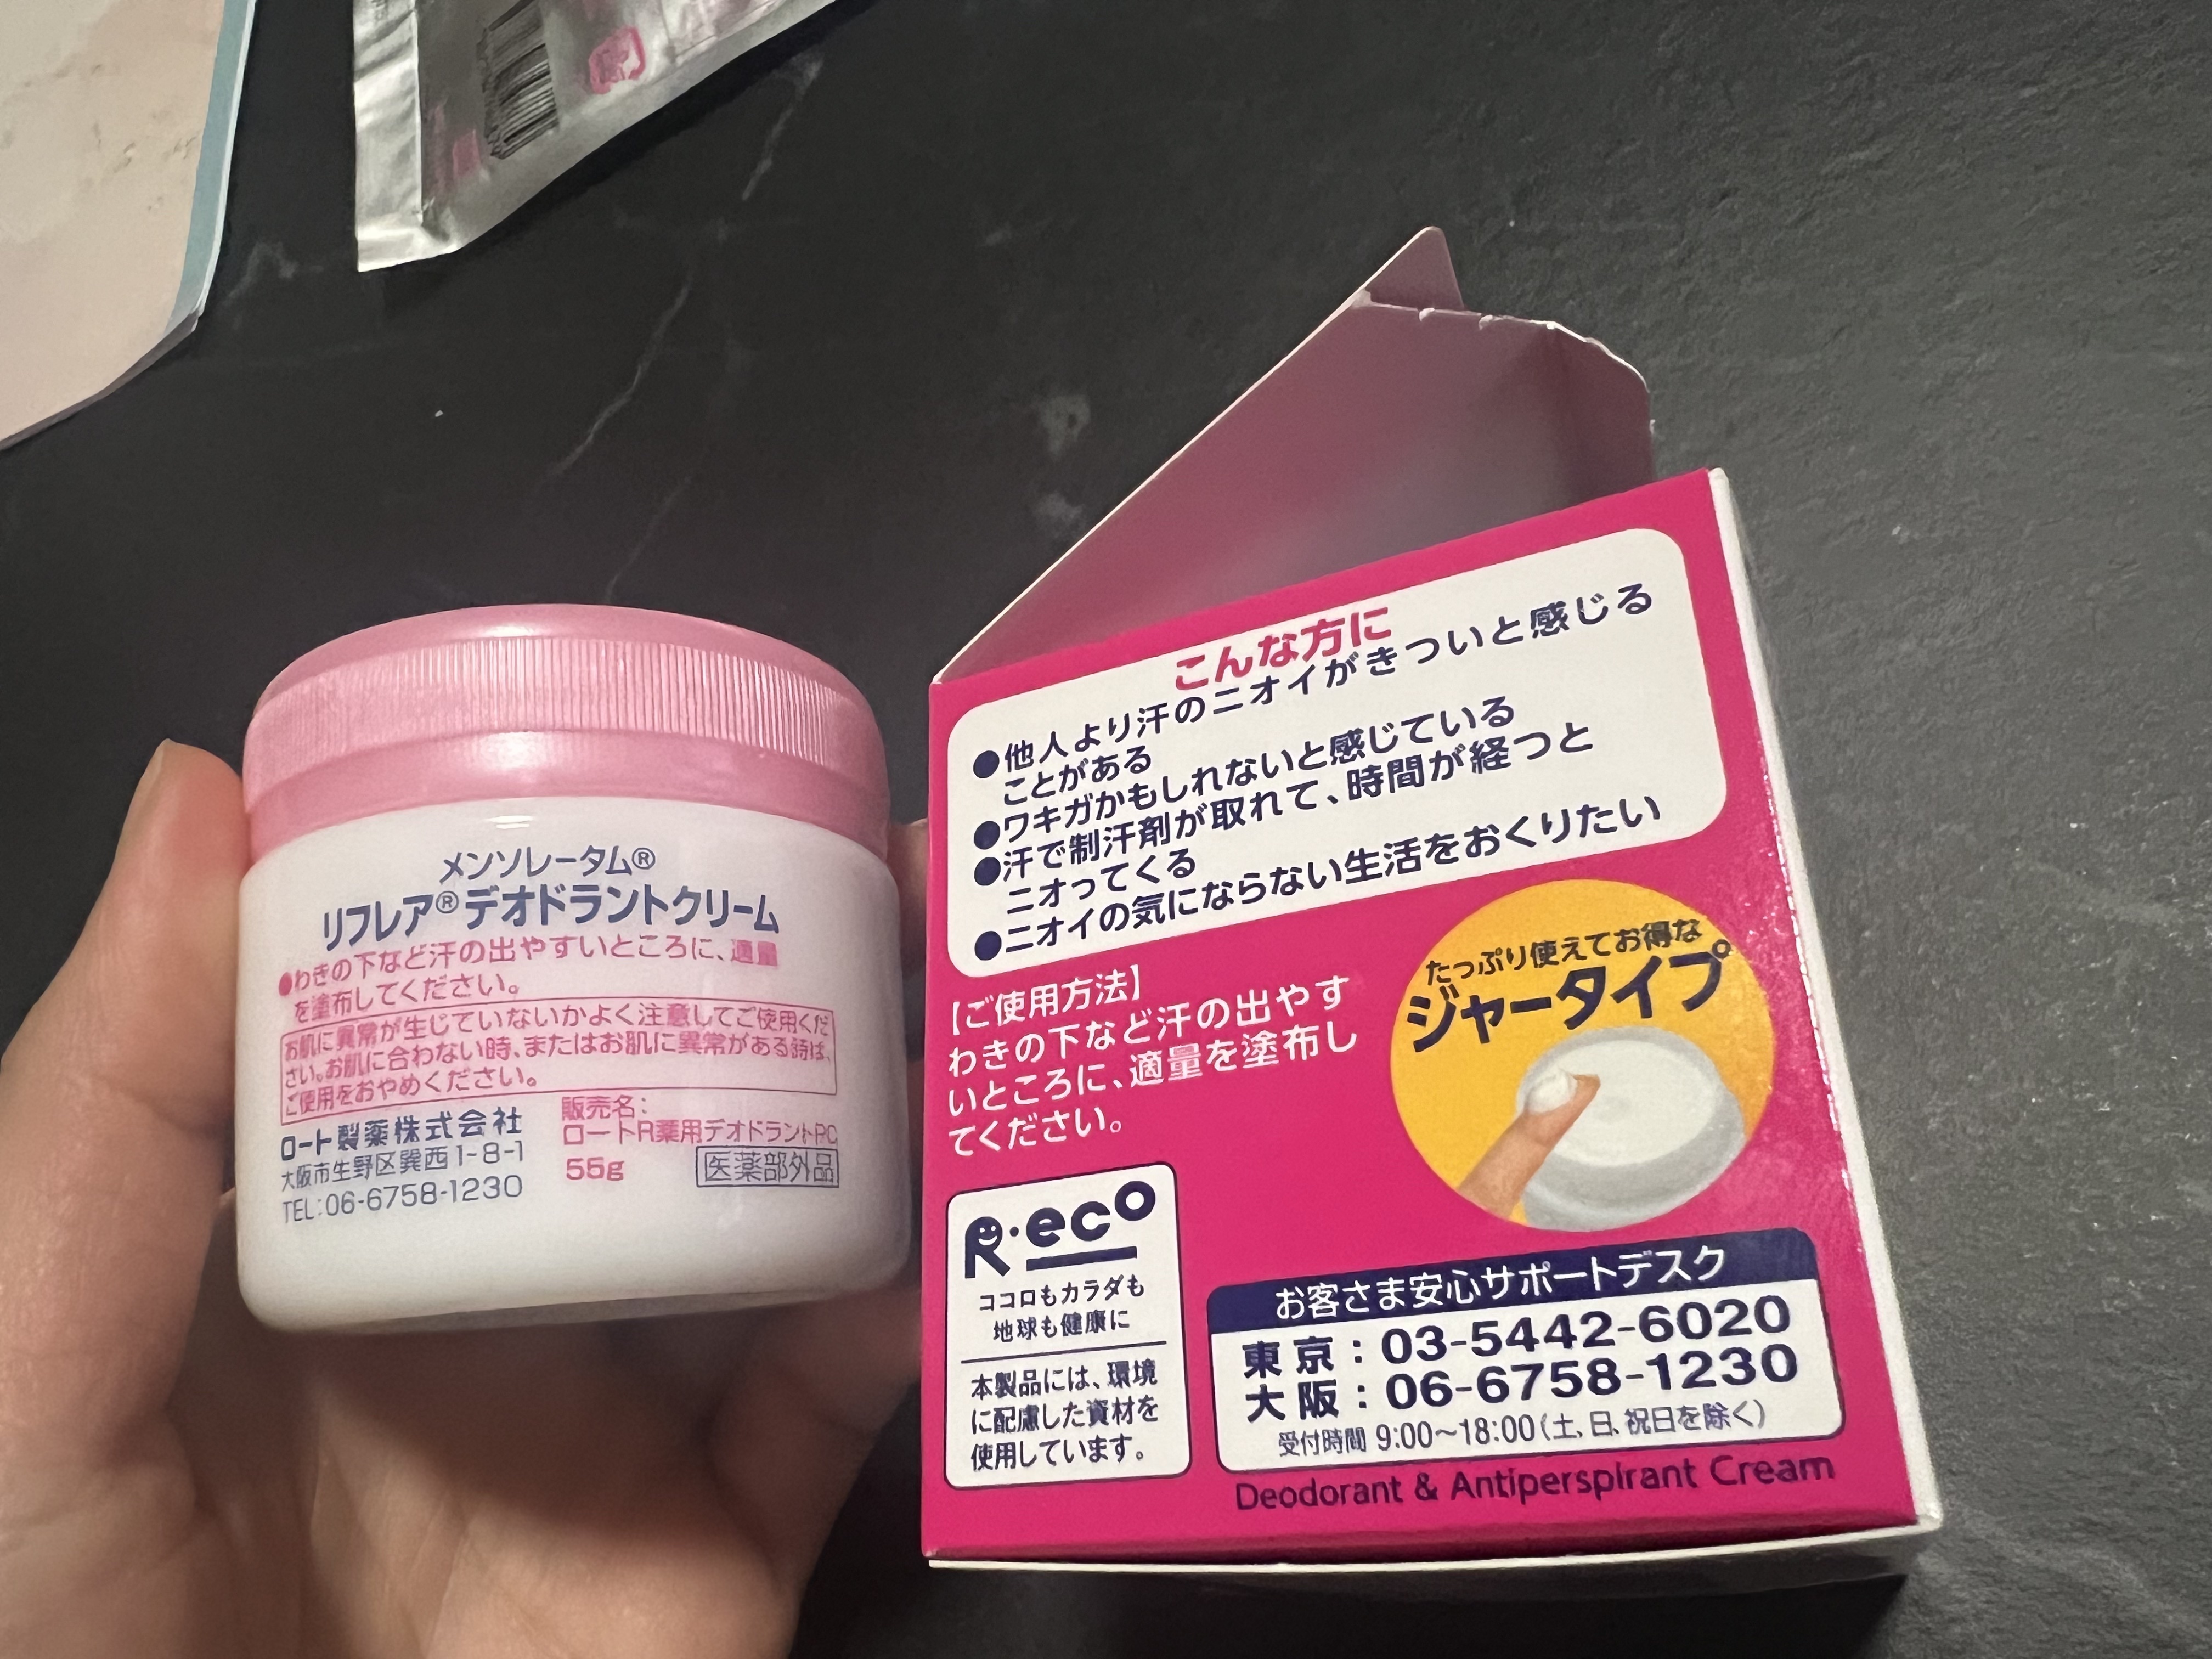 メンソレータム®
リフレア®デオドラントクリーム
●わきの下など汗の出やすいところに、適量
を塗布してください。
お肌に異常が生じていないかよく注意してご使用くだ
さい。お肌に合わない時、またはお肌に異常がある時は、
ご使用をおやめください。
ロート製薬株式会社
大阪市生野区巽西1-8-1
TEL:06-6758-1230
販売名:
ロートR薬用デオドラントPC
55g
医薬部外品
こんな方に
●他人より汗のニオイがきついと感じる
ことがある
●ワキガかもしれないと感じている
●汗で制汗剤が取れて、時間が経つと
ニオってくる
●ニオイの気にならない生活をおくりたい
【ご使用方法】
わきの下など汗の出やす
いところに、適量を塗布し
てください。
たっぷり使えてお得な
ジャータイプ
R・eco
ココロもカラダも
地球も健康に
本製品には、環境
に配慮した資材を
使用しています。
お客さま安心サポートデスク
東京:03-5442-6020
大阪:06-6758-1230
受付時間 9:00~18:00(土、日、祝日を除く)
Deodorant & Antiperspirant Cream